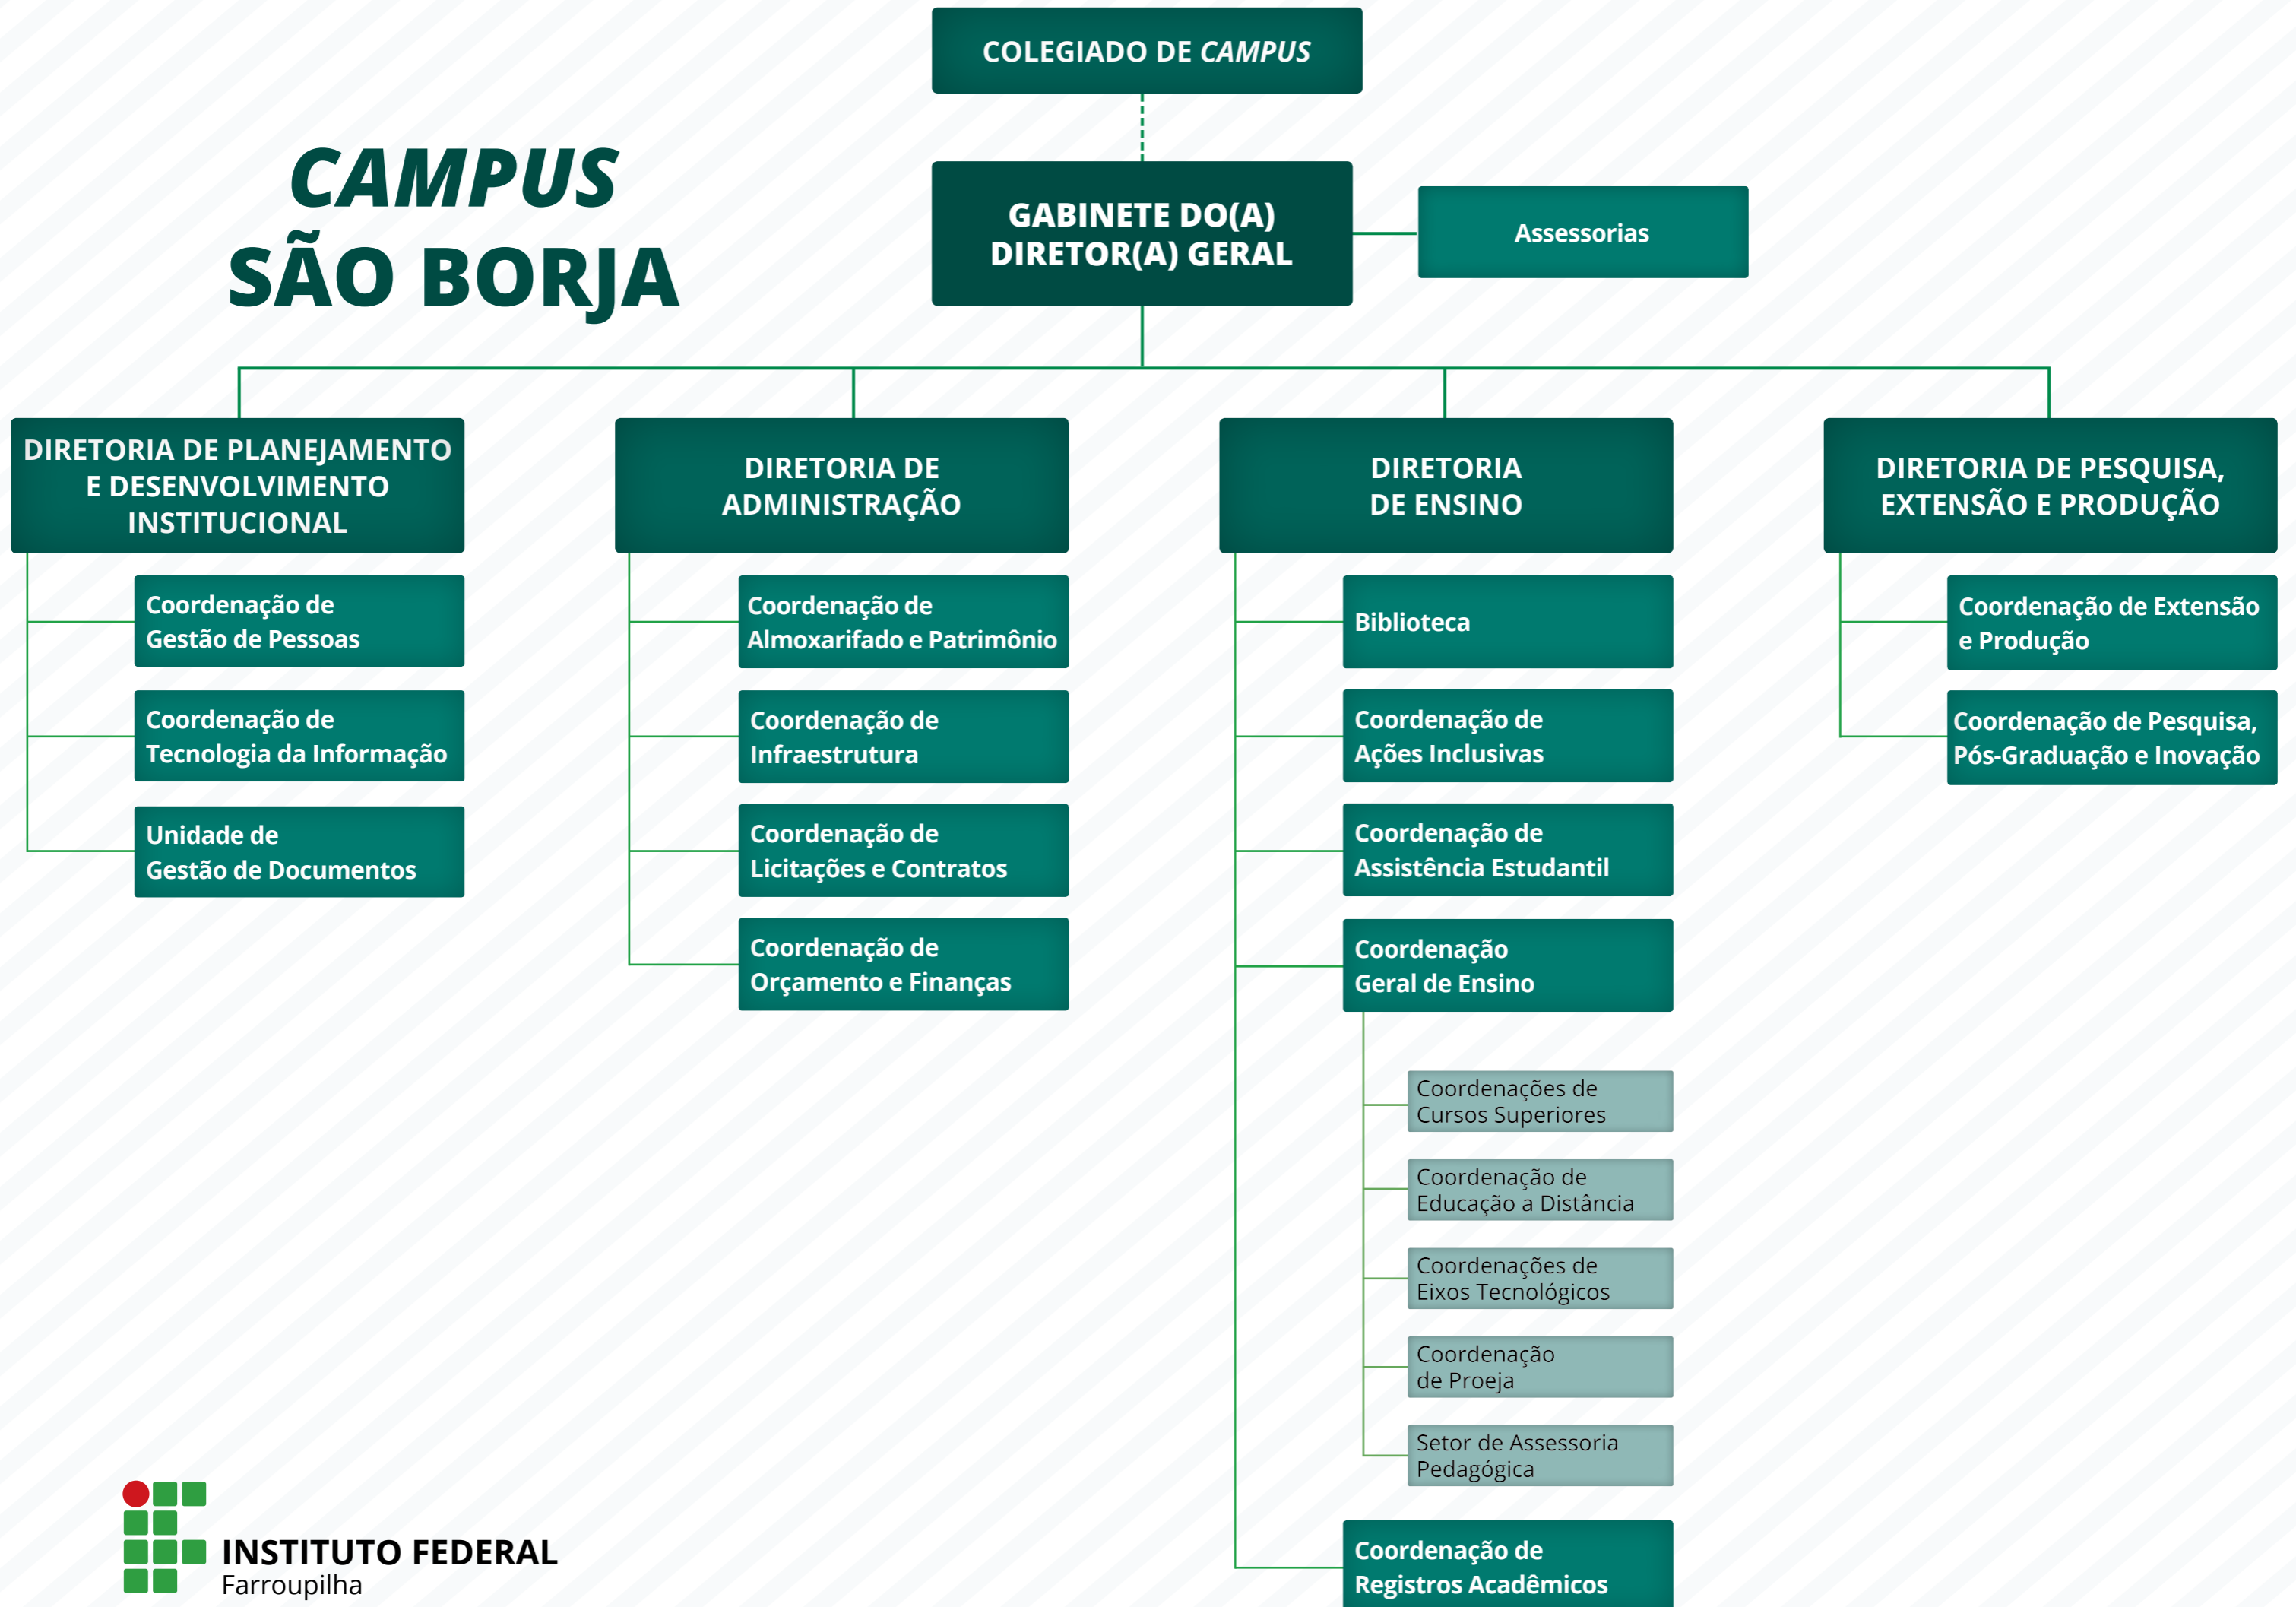 COLEGIADO DE CAMPUS
CAMPUS
SÃO BORJA
GABINETE DO(A)
DIRETOR(A) GERAL
Assessorias
DIRETORIA DE PLANEJAMENTO
E DESENVOLVIMENTO
INSTITUCIONAL
Coordenação de
Gestão de Pessoas
Coordenação de
Tecnologia da Informação
Unidade de
Gestão de Documentos
DIRETORIA DE
ADMINISTRAÇÃO
Coordenação de
Almoxarifado e Patrimônio
Coordenação de
Infraestrutura
Coordenação de
Licitações e Contratos
Coordenação de
Orçamento e Finanças
DIRETORIA
DE ENSINO
Biblioteca
Coordenação de
Ações Inclusivas
Coordenação de
Assistência Estudantil
Coordenação
Geral de Ensino
Coordenações de
Cursos Superiores
Coordenação de
Educação a Distância
Coordenações de
Eixos Tecnológicos
Coordenação
de Proeja
Setor de Assessoria
Pedagógica
Coordenação de
Registros Acadêmicos
DIRETORIA DE PESQUISA,
EXTENSÃO E PRODUÇÃO
Coordenação de Extensão
e Produção
Coordenação de Pesquisa,
Pós-Graduação e Inovação
INSTITUTO FEDERAL
Farroupilha